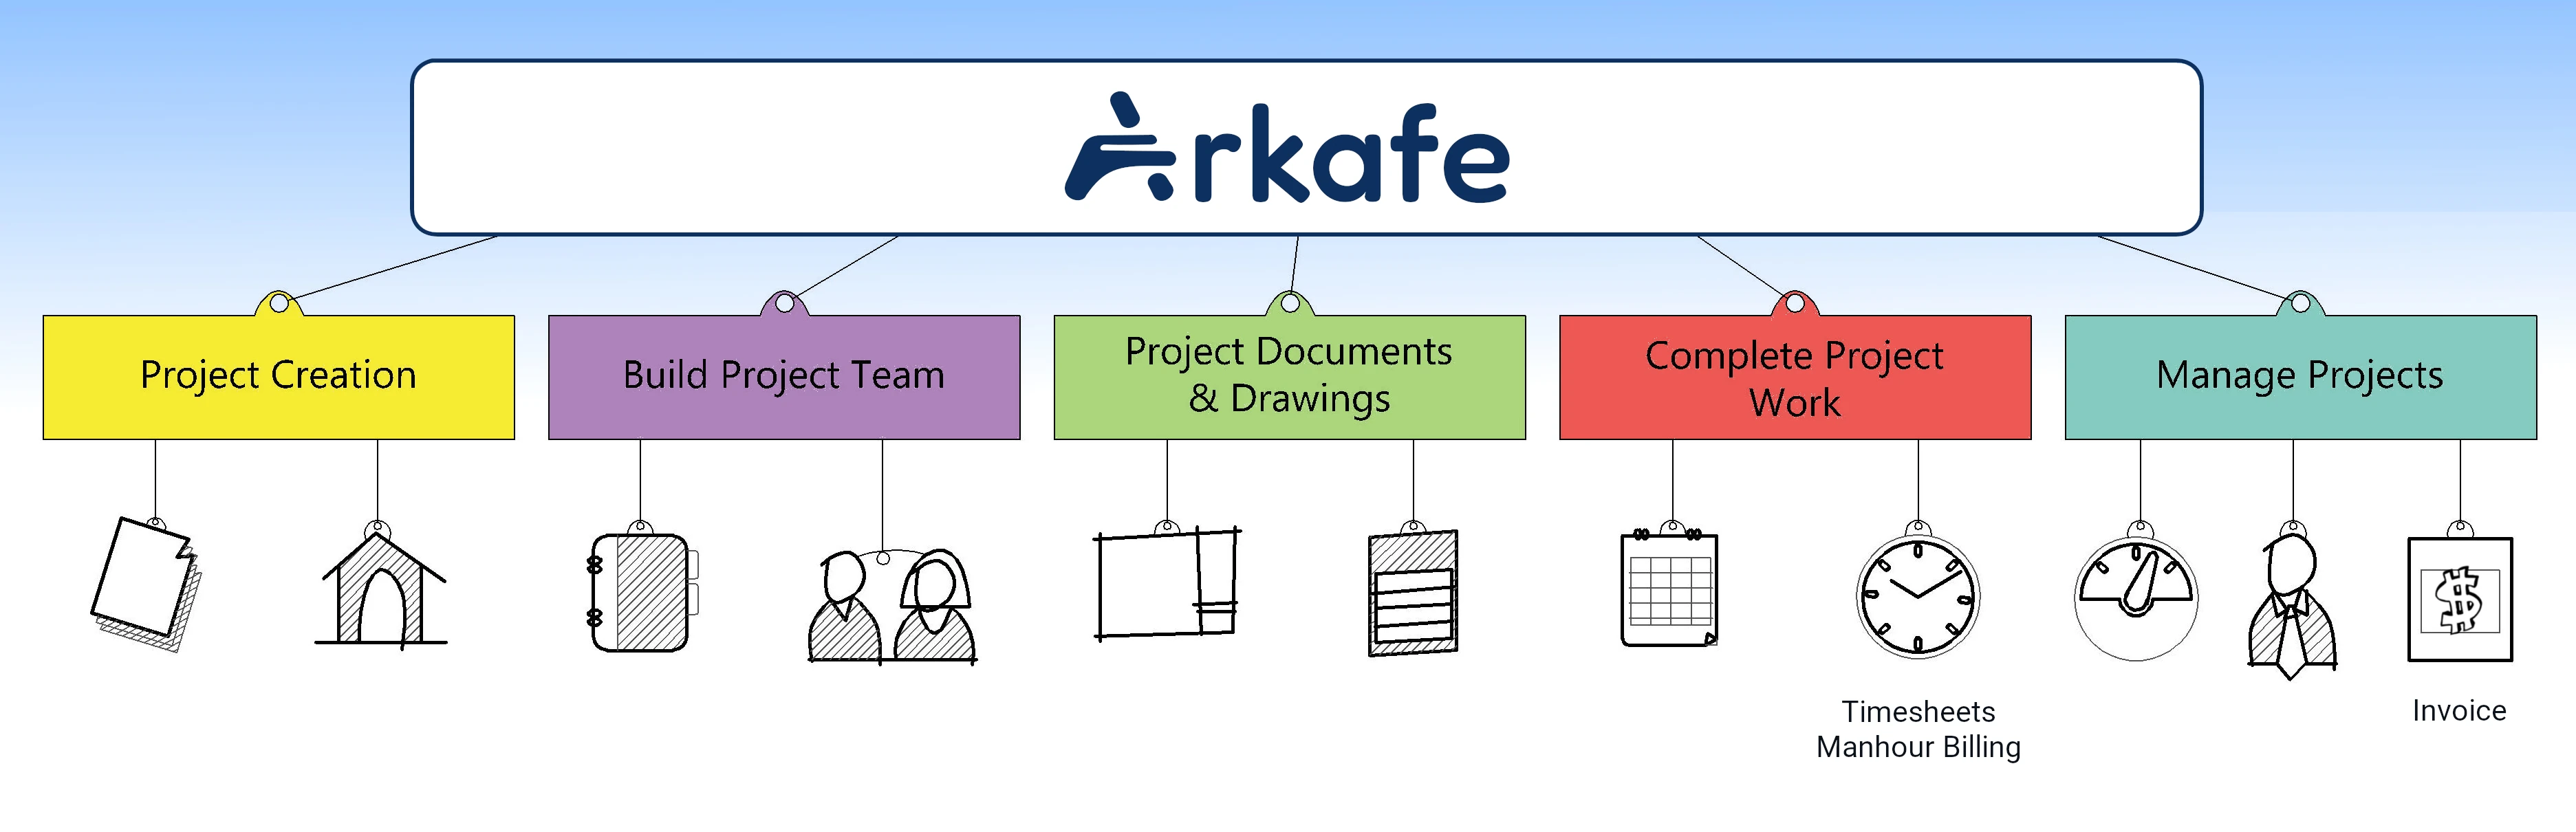 Arkafe
Project Creation
Build Project Team
Project Documents
& Drawings
Complete Project
Work
Manage Projects
$
Timesheets
Manhour Billing
Invoice